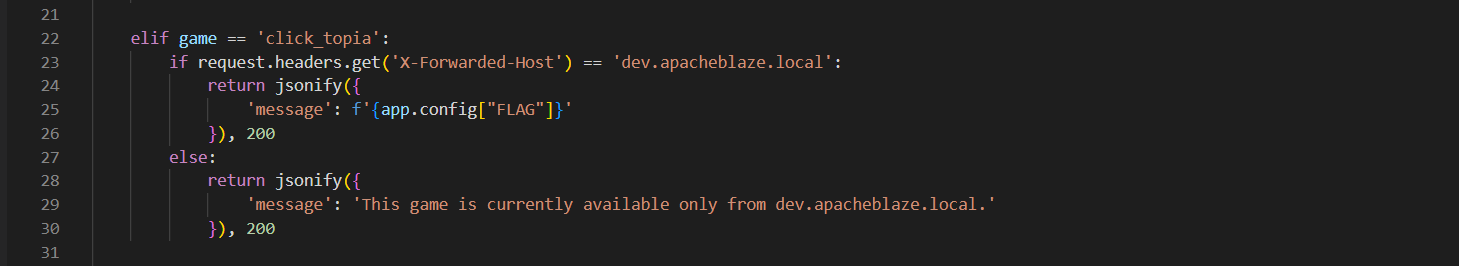 21
22 elif game == 'click_topia':
23 if request.headers.get('X-Forwarded-Host') == 'dev.apacheblaze.local':
24 return jsonify({
25 'message': f'{app.config["FLAG"]}'
26 }), 200
27 else:
28 return jsonify({
29 'message': 'This game is currently available only from dev.apacheblaze.local.'
30 }), 200
31